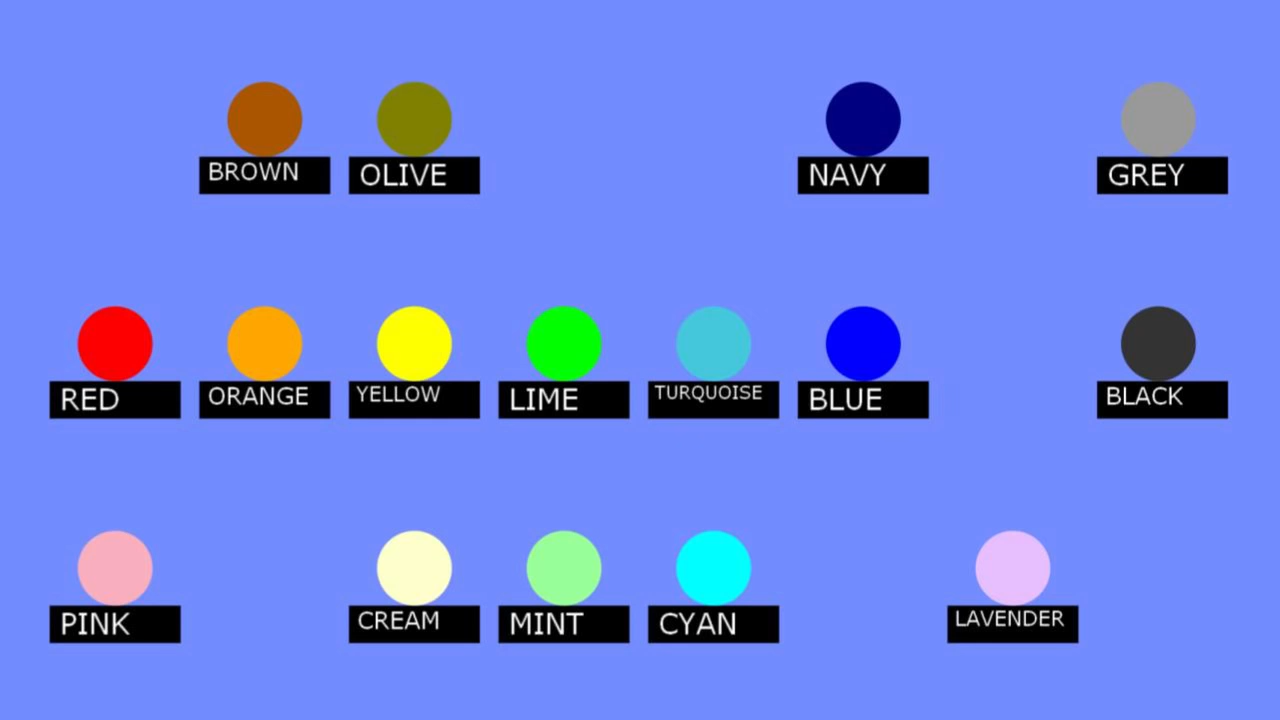 BROWN
OLIVE
NAVY
GREY
RED
ORANGE
YELLOW
LIME
TURQUOISE
BLUE
BLACK
PINK
CREAM
MINT
CYAN
LAVENDER